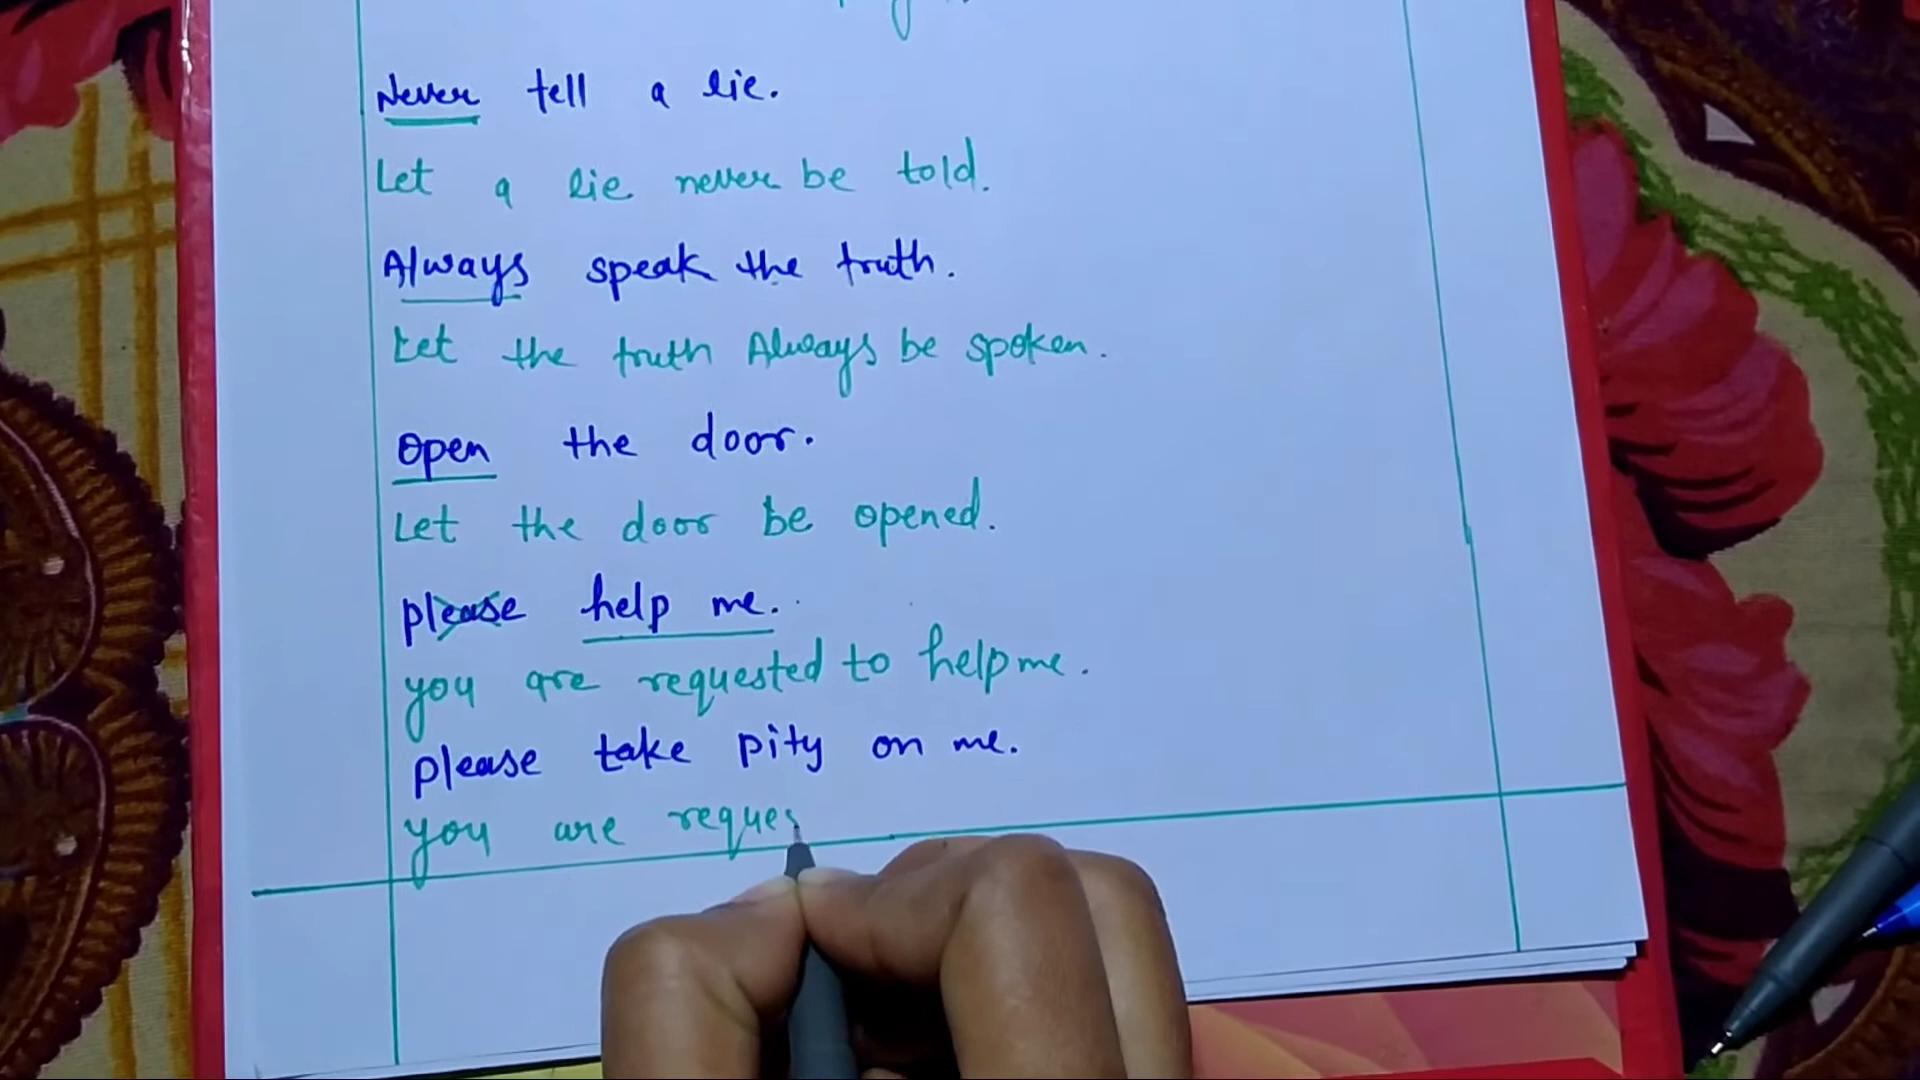 Never tell a lie.
Let a lie never be told.
Always speak the truth.
Let the truth Always be spoken.
Open the door.
Let the door be opened.
please help me.
you are requested to help me.
please take pity on me.
you are reques